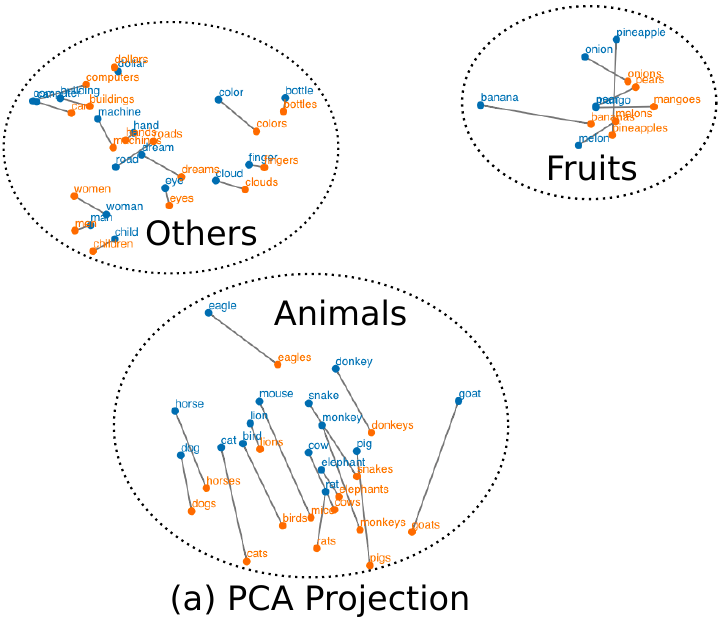 dollars
dollar
computers
computer
building
buildings
car
machine
hand
hands
machines
roads
dream
road
dreams
eye
eyes
color
colors
bottle
bottles
finger
fingers
cloud
clouds
women
woman
man
men
child
children
Others
pineapple
onion
onions
pears
banana
mango
mangoes
bananas
melons
pineapples
melon
Fruits
Animals
eagle
eagles
donkey
horse
mouse
snake
goat
lion
monkey
donkeys
dog
cat
bird
lions
cow
pig
elephant
snakes
horses
rat
elephants
dogs
cows
birds
mice
monkeys
goats
rats
cats
pigs
(a) PCA Projection